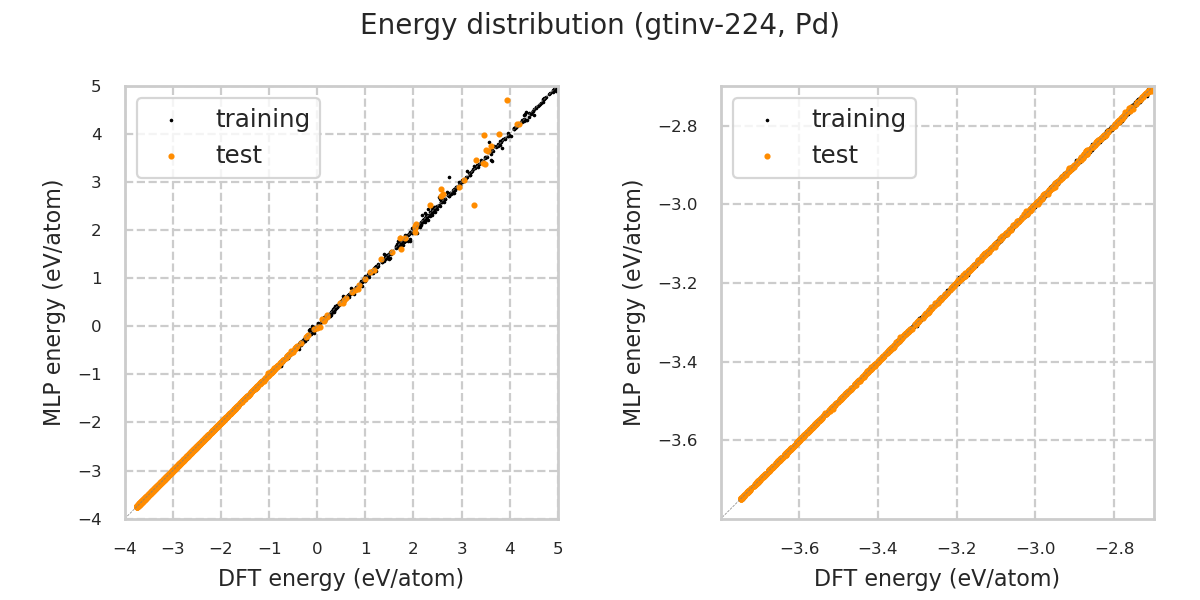 Energy distribution (gtinv-224, Pd)
MLP energy (eV/atom)
5
4
3
2
1
0
−1
−2
−3
−4
training
test
−4 −3 −2 −1 0 1 2 3 4 5
DFT energy (eV/atom)
MLP energy (eV/atom)
−2.8
−3.0
−3.2
−3.4
−3.6
training
test
−3.6 −3.4 −3.2 −3.0 −2.8
DFT energy (eV/atom)